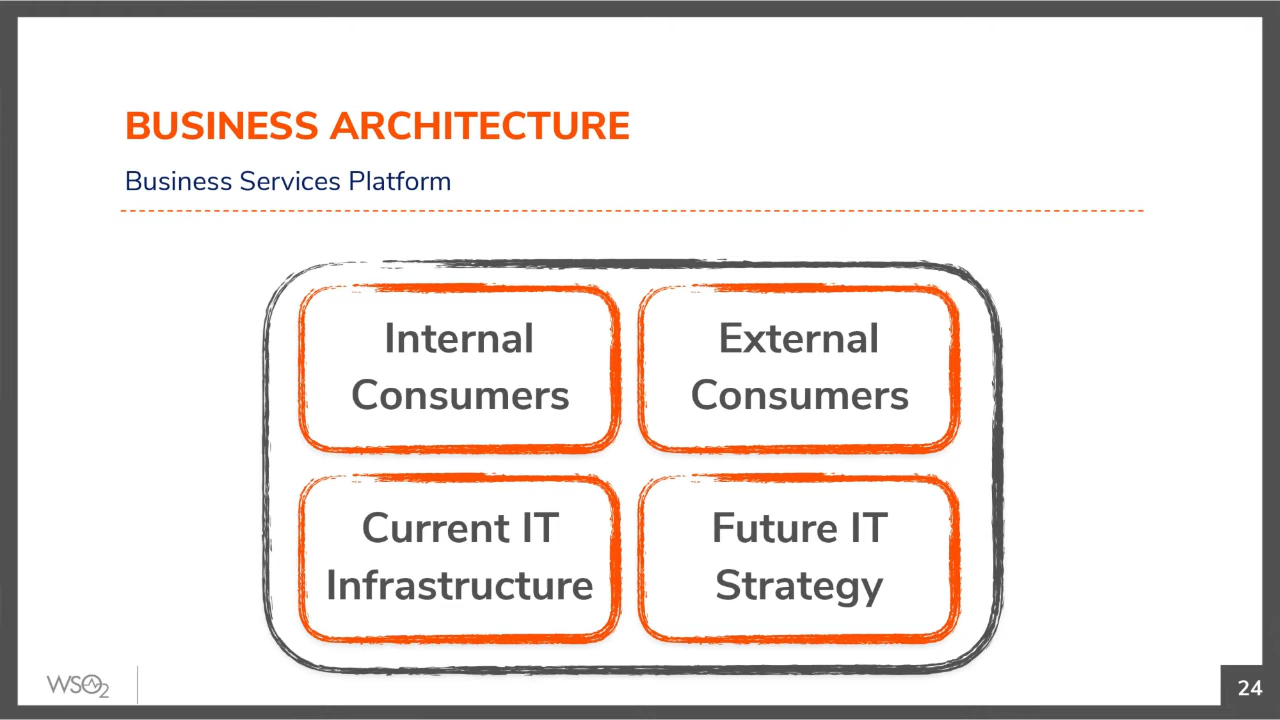 BUSINESS ARCHITECTURE
Business Services Platform
Internal
Consumers
External
Consumers
Current IT
Infrastructure
Future IT
Strategy
WSO2
24